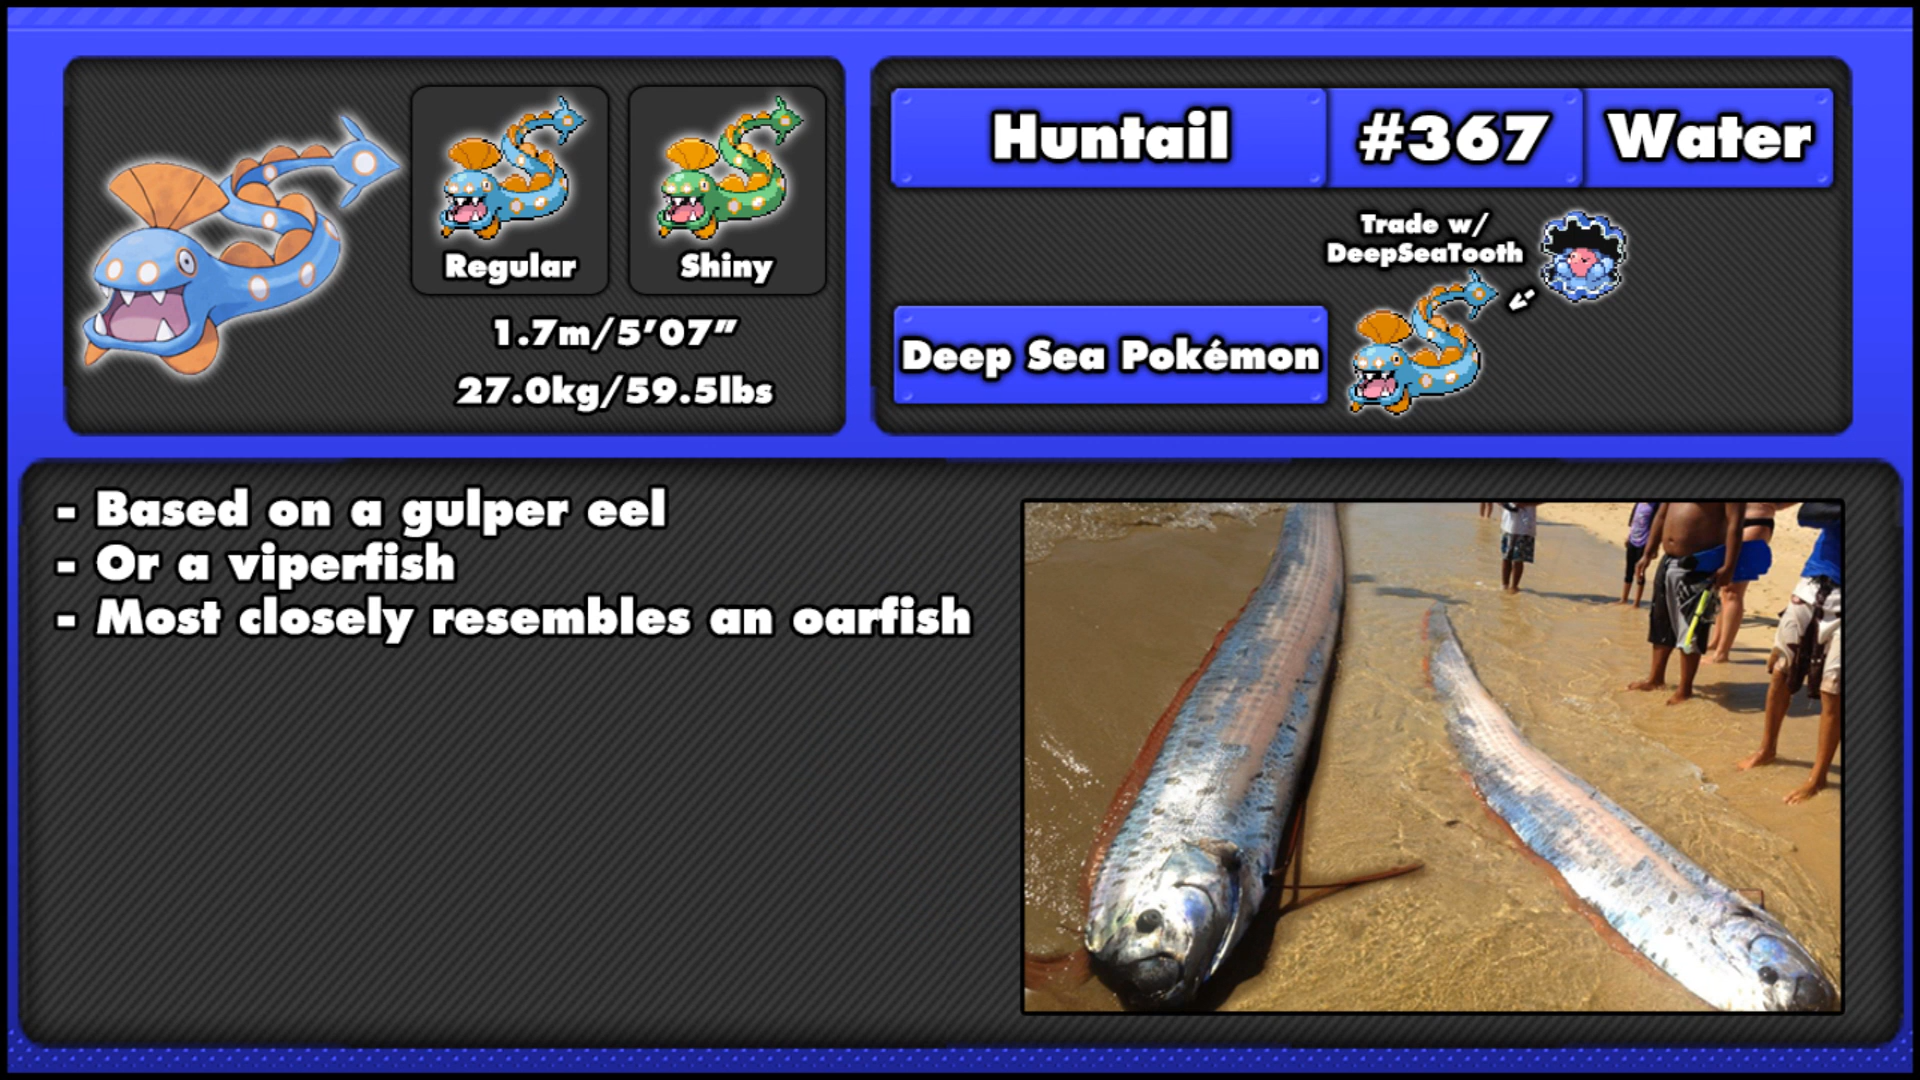 Huntail
#367
Water
Regular
Shiny
1.7m/5'07"
27.0kg/59.5lbs
Trade w/
DeepSeaTooth
Deep Sea Pokémon
- Based on a gulper eel
- Or a viperfish
- Most closely resembles an oarfish